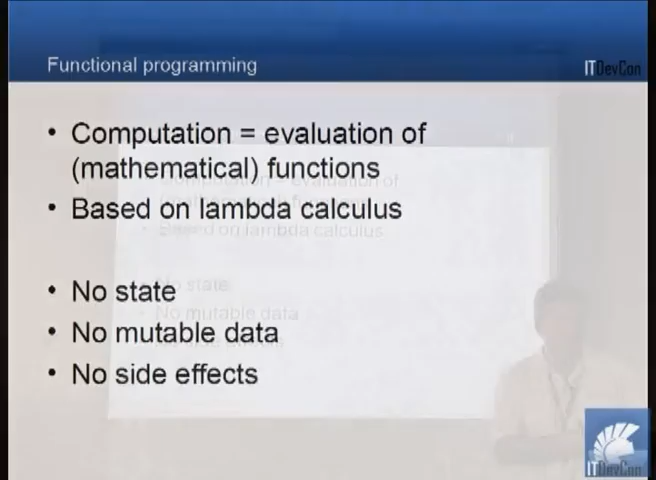 Functional programming
ITDevCon
• Computation = evaluation of
(mathematical) functions
• Based on lambda calculus
• No state
• No mutable data
• No side effects
ITDevCon